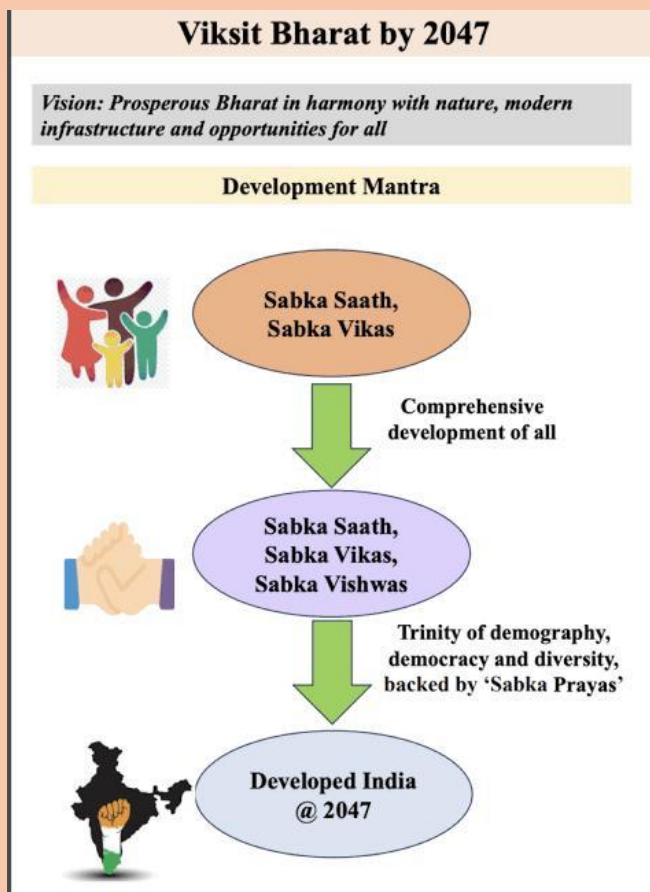 Viksit Bharat by 2047
Vision: Prosperous Bharat in harmony with nature, modern
infrastructure and opportunities for all
Development Mantra
Sabka Saath,
Sabka Vikas
Comprehensive
development of all
Sabka Saath,
Sabka Vikas,
Sabka Vishwas
Trinity of demography,
democracy and diversity,
backed by ‘Sabka Prayas’
Developed India
@ 2047